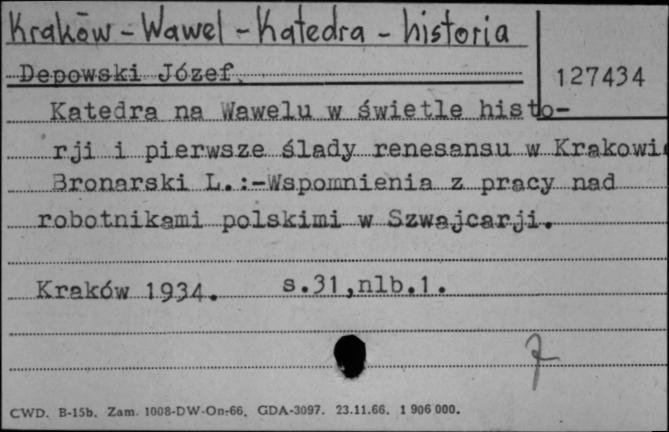 Kraków - Wawel - Katedra - historia
Depowski Józef.
127434
Katedra na Wawelu w świetle histo-
rji i pierwsze ślady renesansu w Krakowi
Bronarski L.:-Wspomnienia z pracy nad
robotnikami polskimi w Szwajcarji.
Kraków 1934. s.31,nlb.1.
7
CWD. B-15b. Zam. 1008-DW-On-66. GDA-3097. 23.11.66. 1 906 000.